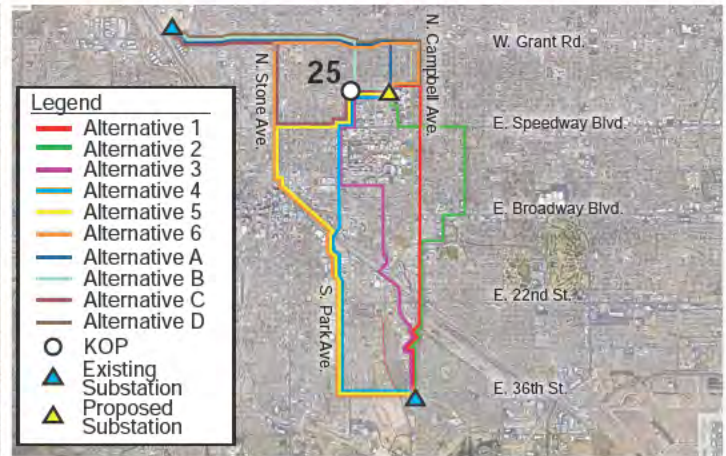 W. Grant Rd.
N. Campbell Ave.
N. Stone Ave.
25
E. Speedway Blvd.
E. Broadway Blvd.
E. 22nd St.
S. Park Ave.
E. 36th St.
Legend
Alternative 1
Alternative 2
Alternative 3
Alternative 4
Alternative 5
Alternative 6
Alternative A
Alternative B
Alternative C
Alternative D
KOP
Existing
Substation
Proposed
Substation